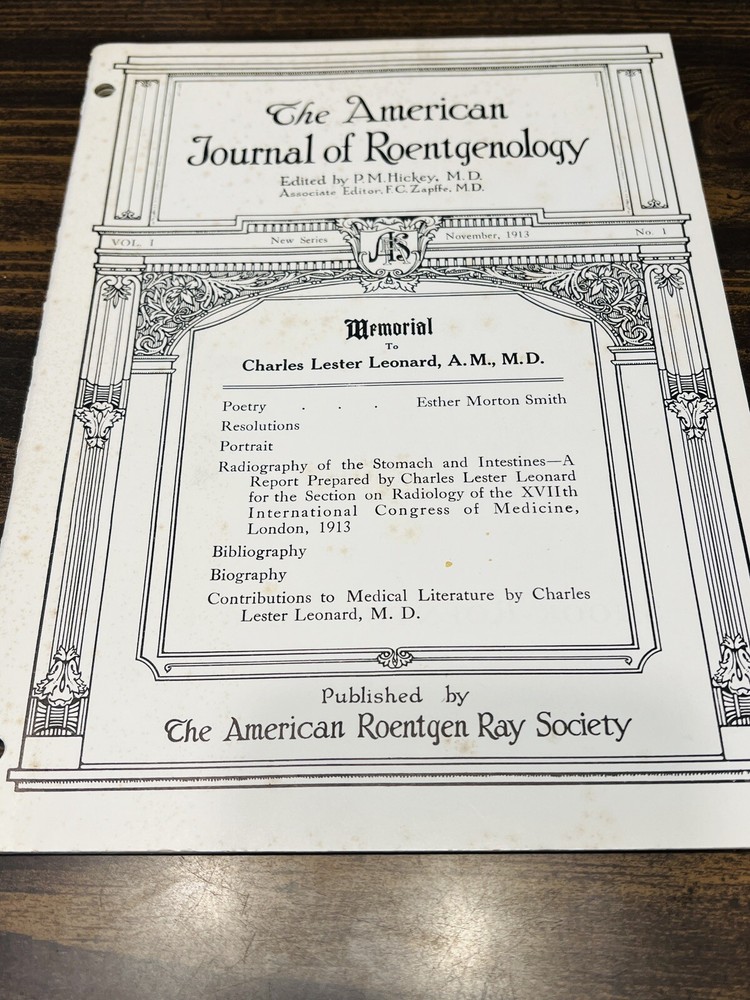 The American
Journal of Roentgenology
Edited by P.M.Hickey, M.D.
Associate Editor, F.C.Zapffe, M.D.
VOL. I New Series November, 1913 No. 1
Memorial
To
Charles Lester Leonard, A.M., M.D.
Poetry . . . Esther Morton Smith
Resolutions
Portrait
Radiography of the Stomach and Intestines—A
Report Prepared by Charles Lester Leonard
for the Section on Radiology of the XVIIth
International Congress of Medicine,
London, 1913
Bibliography
Biography
Contributions to Medical Literature by Charles
Lester Leonard, M. D.
Published by
The American Roentgen Ray Society